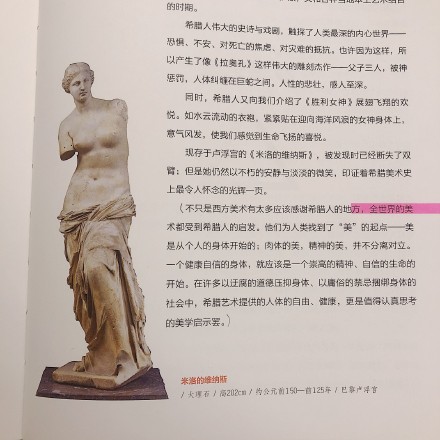 的时期。
希腊人伟大的史诗与戏剧，触探了人类最深的内心世界——
恐惧、不安、对死亡的焦虑、对灾难的抵抗。也许因为这样，所
以产生了像《拉奥孔》这样伟大的雕刻杰作——父子三人，被神
惩罚，人体纠缠在巨蛇之间，人性的悲壮，感人至深。
同时，希腊人又向我们介绍了《胜利女神》展翅飞翔的欢
悦。如水云流动的衣袍，紧紧贴在迎向海洋风浪的女神身体上，
意气风发，使我们感觉到生命飞扬的喜悦。
现存于卢浮宫的《米洛的维纳斯》，被发现时已经断失了双
臂；但是她仍然以不朽的安静与淡淡的微笑，印证着希腊美术史
上最令人怀念的光辉一页。
（不只是西方美术有太多应该感谢希腊人的地方，全世界的美
术都受到希腊人的启发。他们为人类找到了“美”的起点——美
是从个人的身体开始的；肉体的美，精神的美，并不分离对立。
一个健康自信的身体，就应该是一个崇高的精神、自信的生命的
开始。在许多以迂腐的道德压抑身体、以庸俗的禁忌捆绑身体的
社会中，希腊艺术提供的人体的自由、健康，更是值得认真思考
的美学启示罢。）
米洛的维纳斯
/ 大理石 / 高202cm / 约公元前150—前125年 / 巴黎卢浮宫